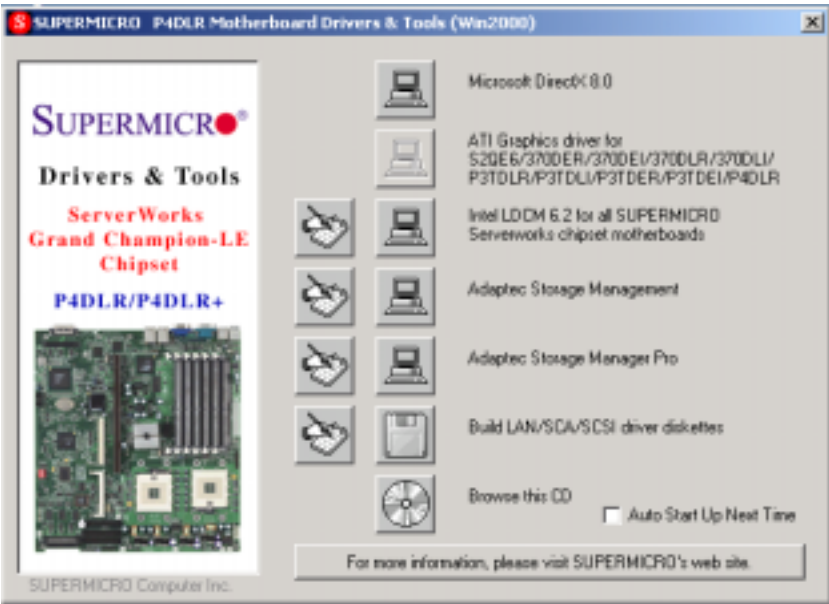 SUPERMICRO P4DLR Motherboard Drivers & Tools (Win2000)
SUPERMICRO®
Drivers & Tools
ServerWorks
Grand Champion-LE
Chipset
P4DLR/P4DLR+
SUPERMICRO Computer Inc.
Microsoft DirectX 8.0
ATI Graphics driver for
S2QE6/370DER/370DEI/370DLR/370DLI/
P3TDLR/P3TDLI/P3TDER/P3TDEI/P4DLR
Intel LDCM 6.2 for all SUPERMICRO
Serverworks chipset motherboards
Adaptec Storage Management
Adaptec Storage Manager Pro
Build LAN/SCA/SCSI driver diskettes
Browse this CD
Auto Start Up Next Time
For more information, please visit SUPERMICRO's web site.